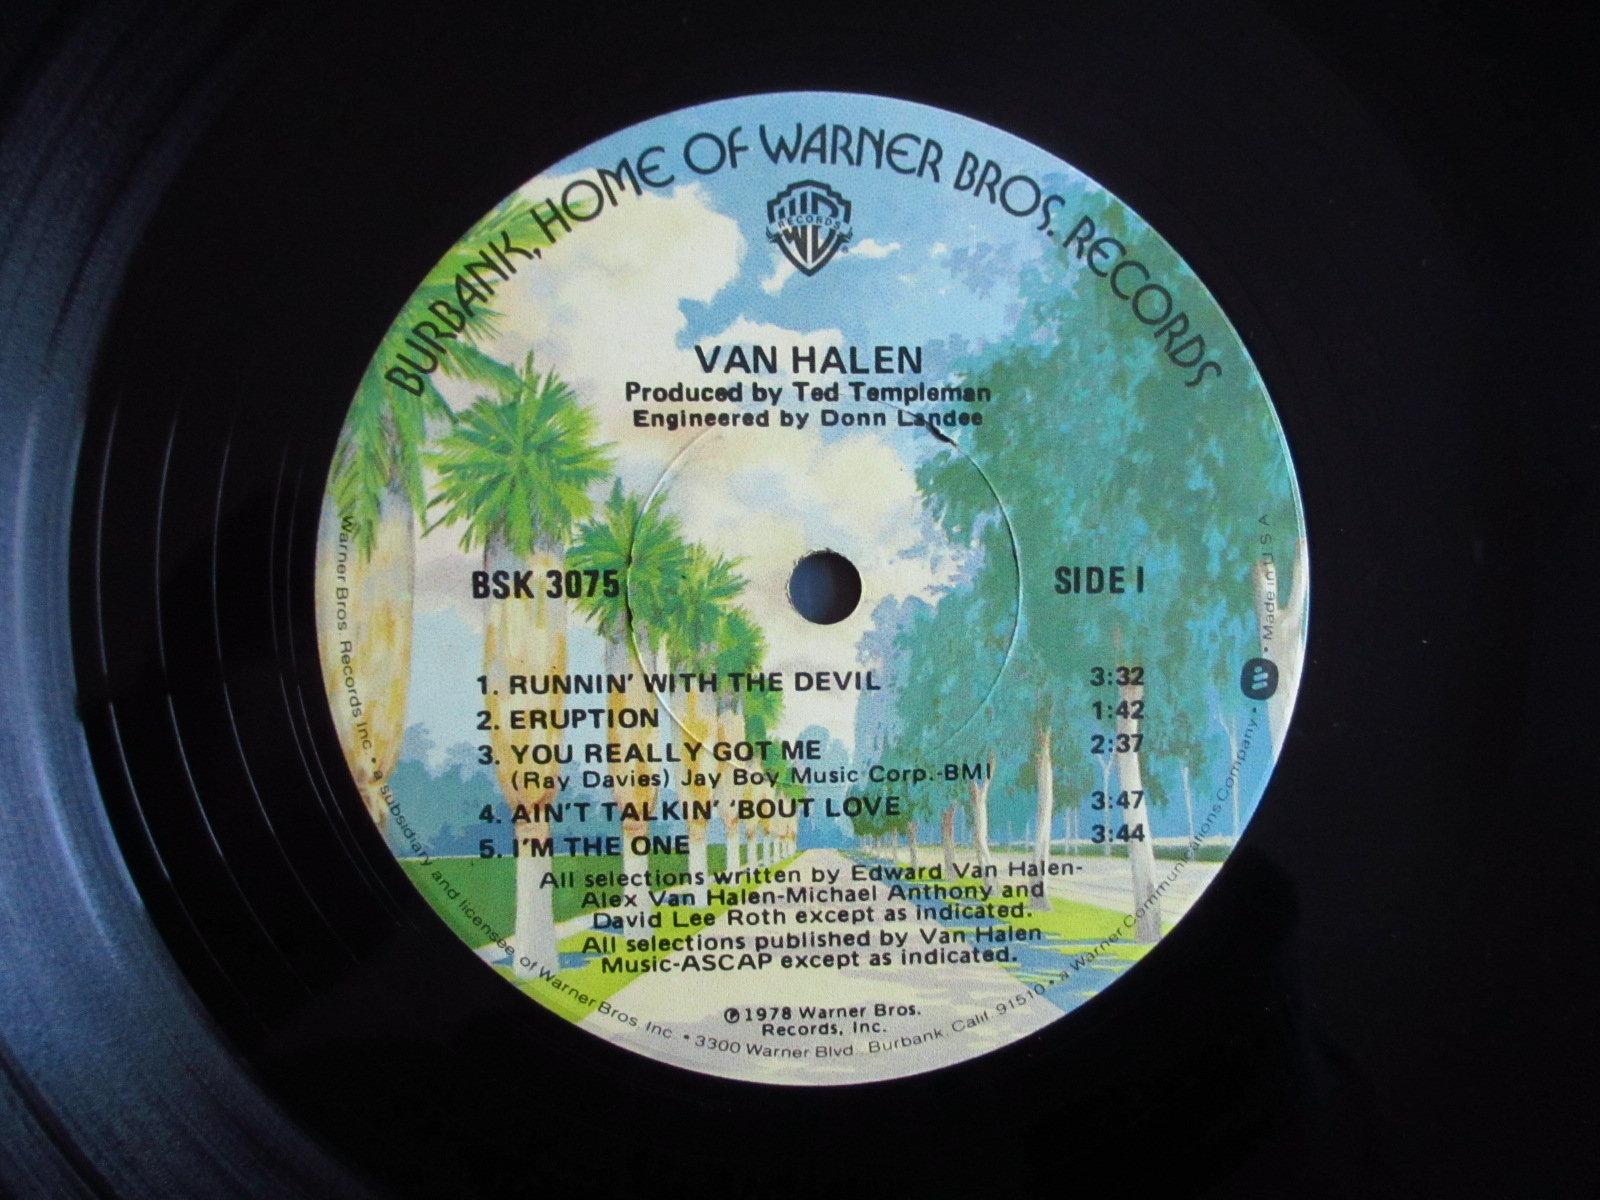 BURBANK, HOME OF WARNER BROS. RECORDS
RECORDS
VAN HALEN
Produced by Ted Templeman
Engineered by Donn Landee
BSK 3075
SIDE 1
1. RUNNIN' WITH THE DEVIL 3:32
2. ERUPTION 1:42
3. YOU REALLY GOT ME 2:37
(Ray Davies) Jay Boy Music Corp.-BMI
4. AIN'T TALKIN' 'BOUT LOVE 3:47
5. I'M THE ONE 3:44
All selections written by Edward Van Halen-
Alex Van Halen-Michael Anthony and
David Lee Roth except as indicated.
All selections published by Van Halen
Music-ASCAP except as indicated.
℗1978 Warner Bros.
Records, Inc.
Warner Bros. Records Inc. • a subsidiary and licensee of Warner Bros. Inc. • 3300 Warner Blvd. Burbank, Calif. 91510 • a Warner Communications Company • Made in U S A